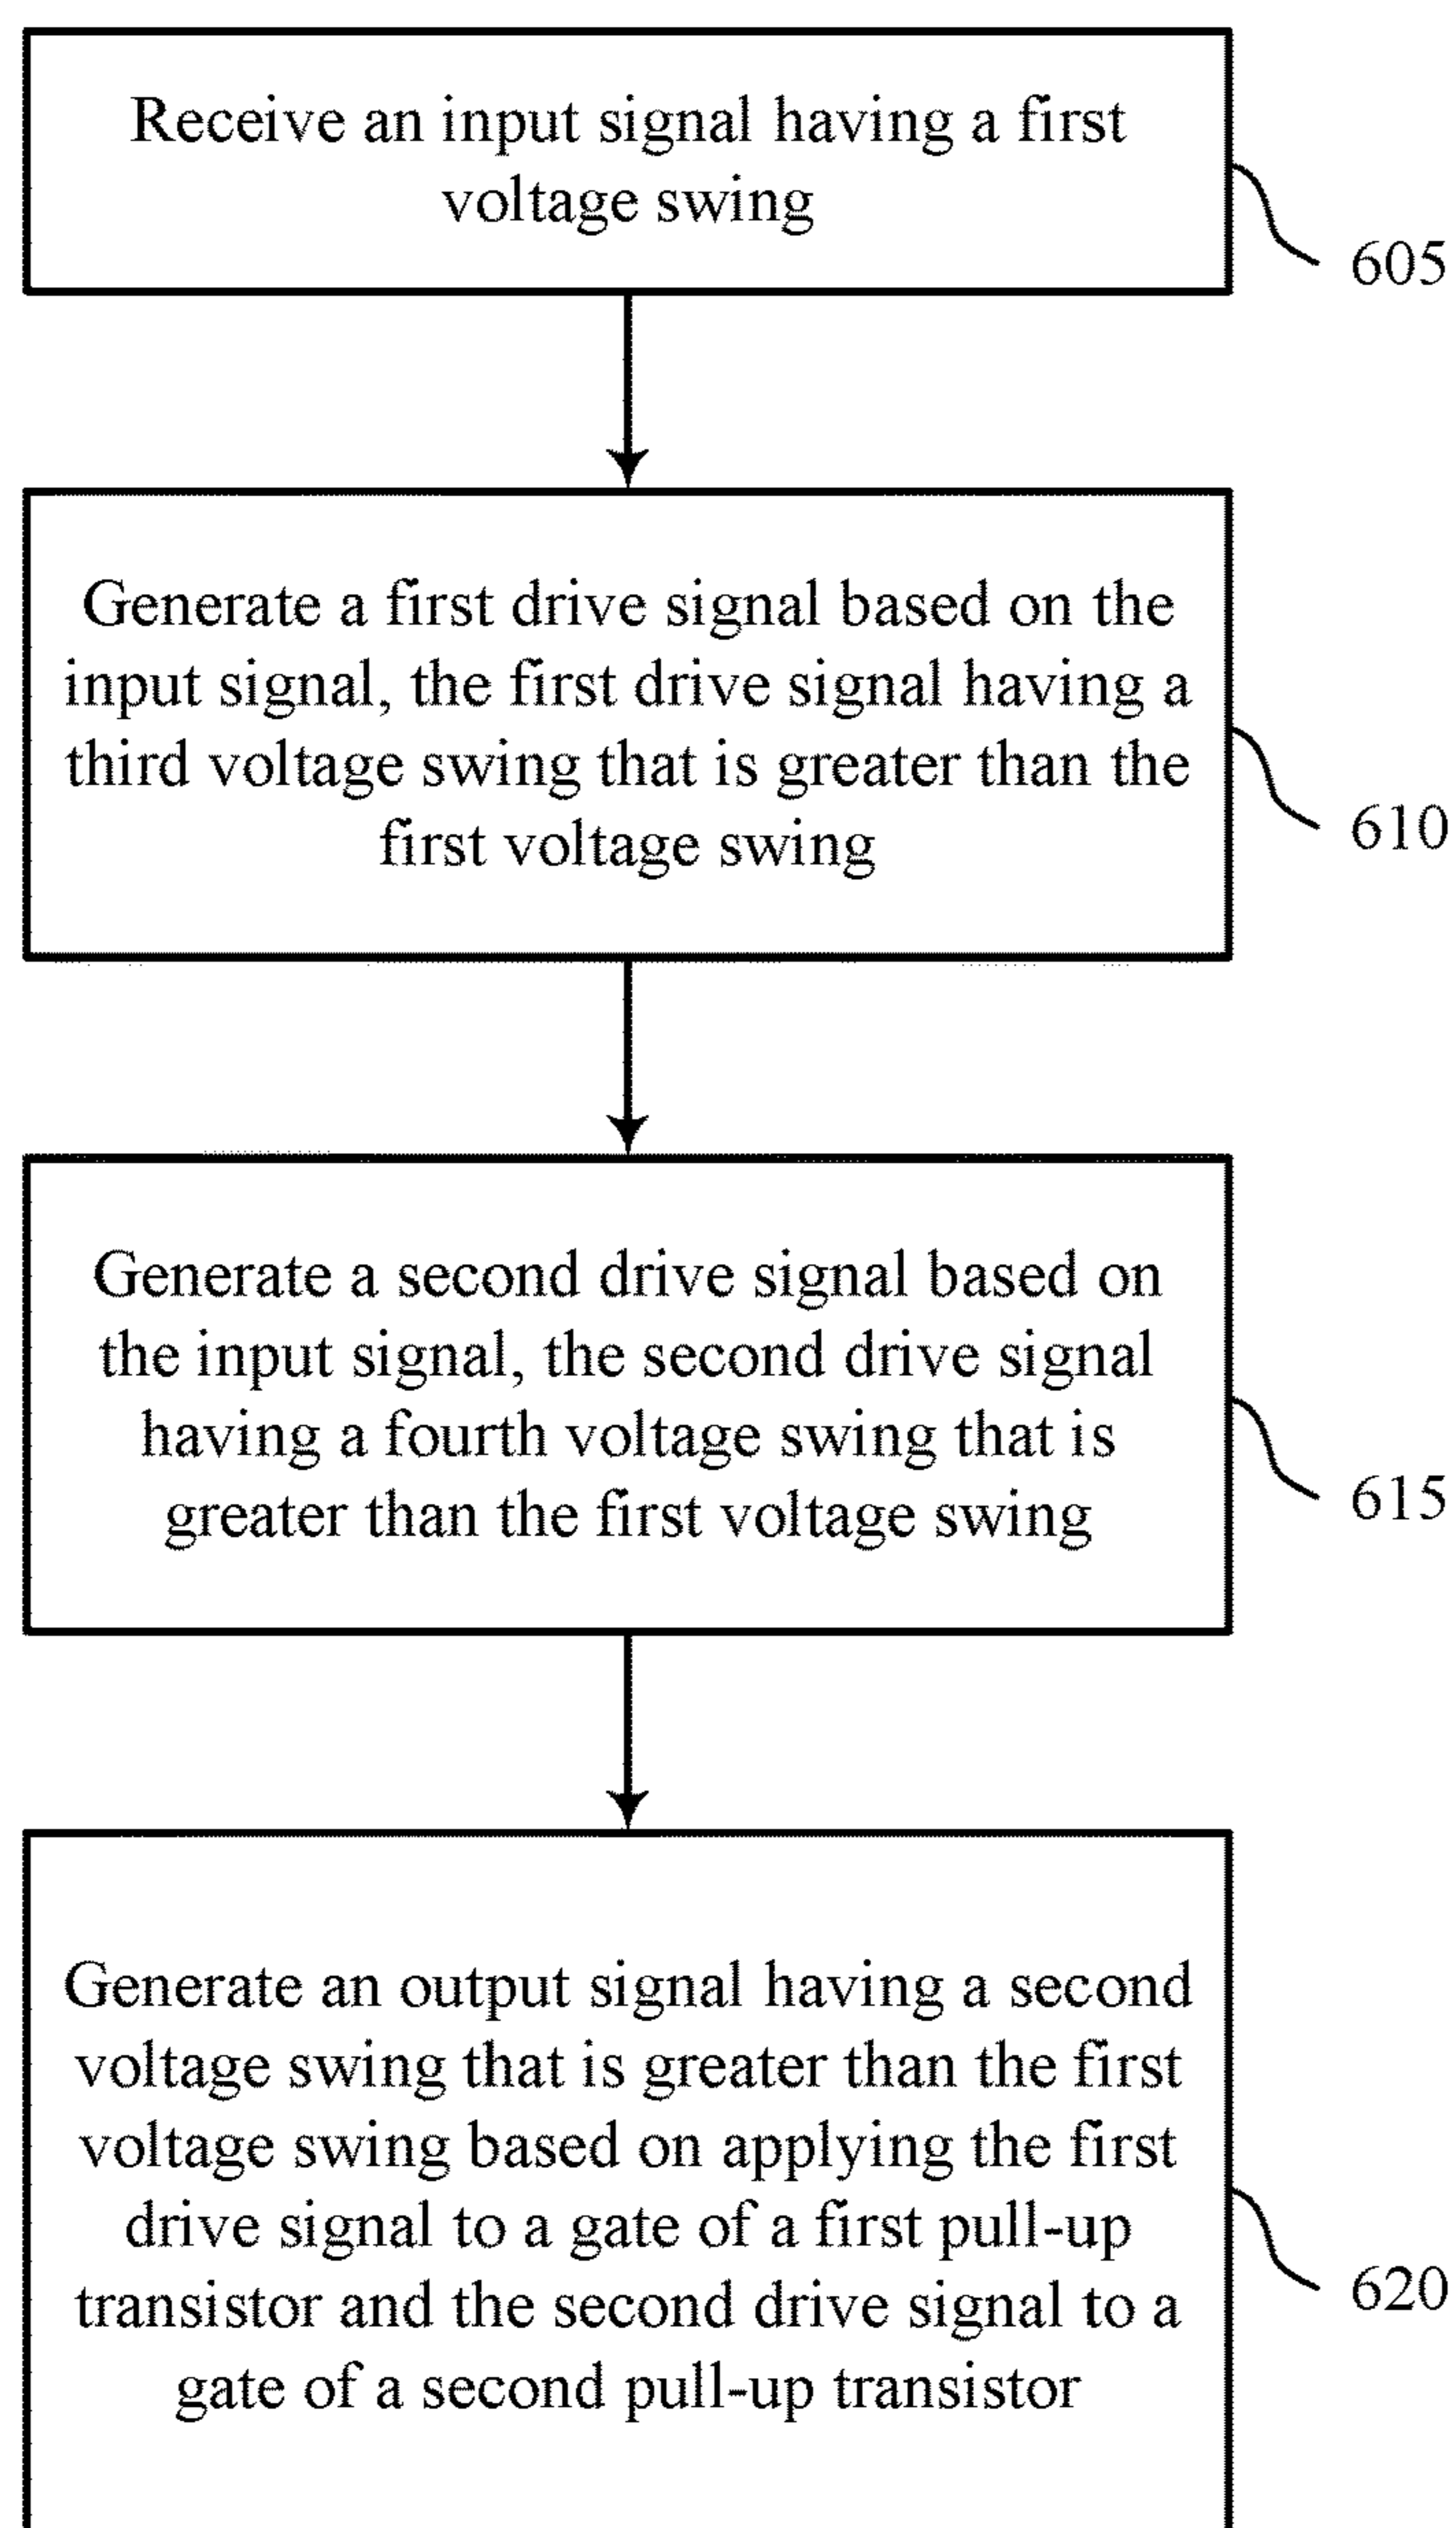 Receive an input signal having a first
voltage swing
605
Generate a first drive signal based on the
input signal, the first drive signal having a
third voltage swing that is greater than the
first voltage swing
610
Generate a second drive signal based on
the input signal, the second drive signal
having a fourth voltage swing that is
greater than the first voltage swing
615
Generate an output signal having a second
voltage swing that is greater than the first
voltage swing based on applying the first
drive signal to a gate of a first pull-up
transistor and the second drive signal to a
gate of a second pull-up transistor
620